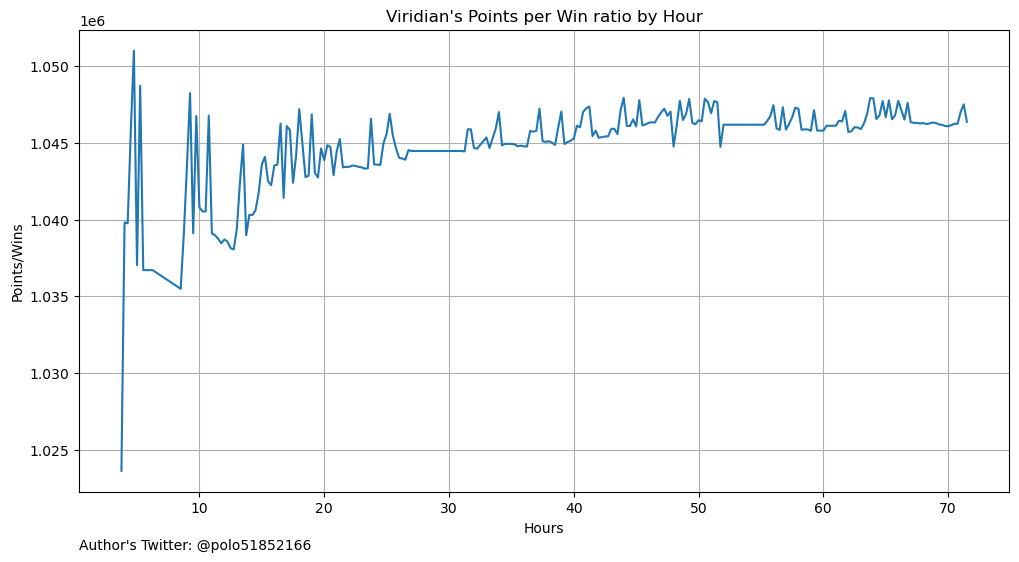 Viridian's Points per Win ratio by Hour
1e6
1.050
1.045
1.040
1.035
1.030
1.025
Points/Wins
10 20 30 40 50 60 70
Hours
Author's Twitter: @polo51852166